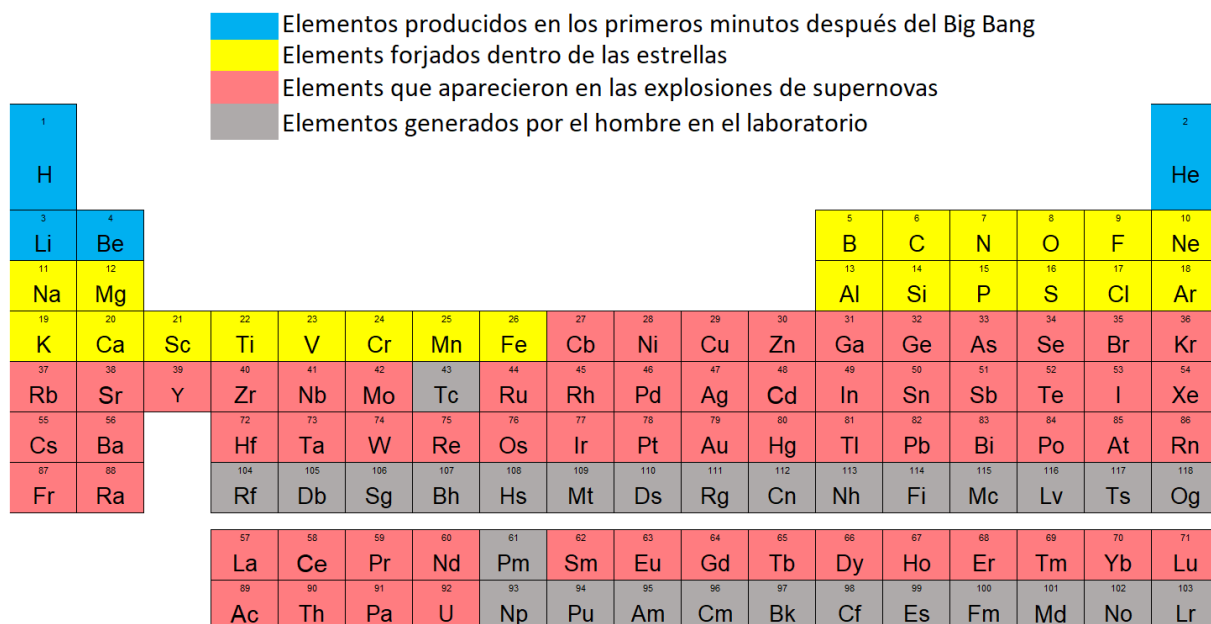 Elementos producidos en los primeros minutos después del Big Bang
Elements forjados dentro de las estrellas
Elements que aparecieron en las explosiones de supernovas
Elementos generados por el hombre en el laboratorio
1 2
H He
3 4 5 6 7 8 9 10
Li Be B C N O F Ne
11 12 13 14 15 16 17 18
Na Mg Al Si P S Cl Ar
19 20 21 22 23 24 25 26 27 28 29 30 31 32 33 34 35 36
K Ca Sc Ti V Cr Mn Fe Cb Ni Cu Zn Ga Ge As Se Br Kr
37 38 39 40 41 42 43 44 45 46 47 48 49 50 51 52 53 54
Rb Sr Y Zr Nb Mo Tc Ru Rh Pd Ag Cd In Sn Sb Te I Xe
55 56 72 73 74 75 76 77 78 79 80 81 82 83 84 85 86
Cs Ba Hf Ta W Re Os Ir Pt Au Hg Tl Pb Bi Po At Rn
87 88 104 105 106 107 108 109 110 111 112 113 114 115 116 117 118
Fr Ra Rf Db Sg Bh Hs Mt Ds Rg Cn Nh Fi Mc Lv Ts Og
57 58 59 60 61 62 63 64 65 66 67 68 69 70 71
La Ce Pr Nd Pm Sm Eu Gd Tb Dy Ho Er Tm Yb Lu
89 90 91 92 93 94 95 96 97 98 99 100 101 102 103
Ac Th Pa U Np Pu Am Cm Bk Cf Es Fm Md No Lr